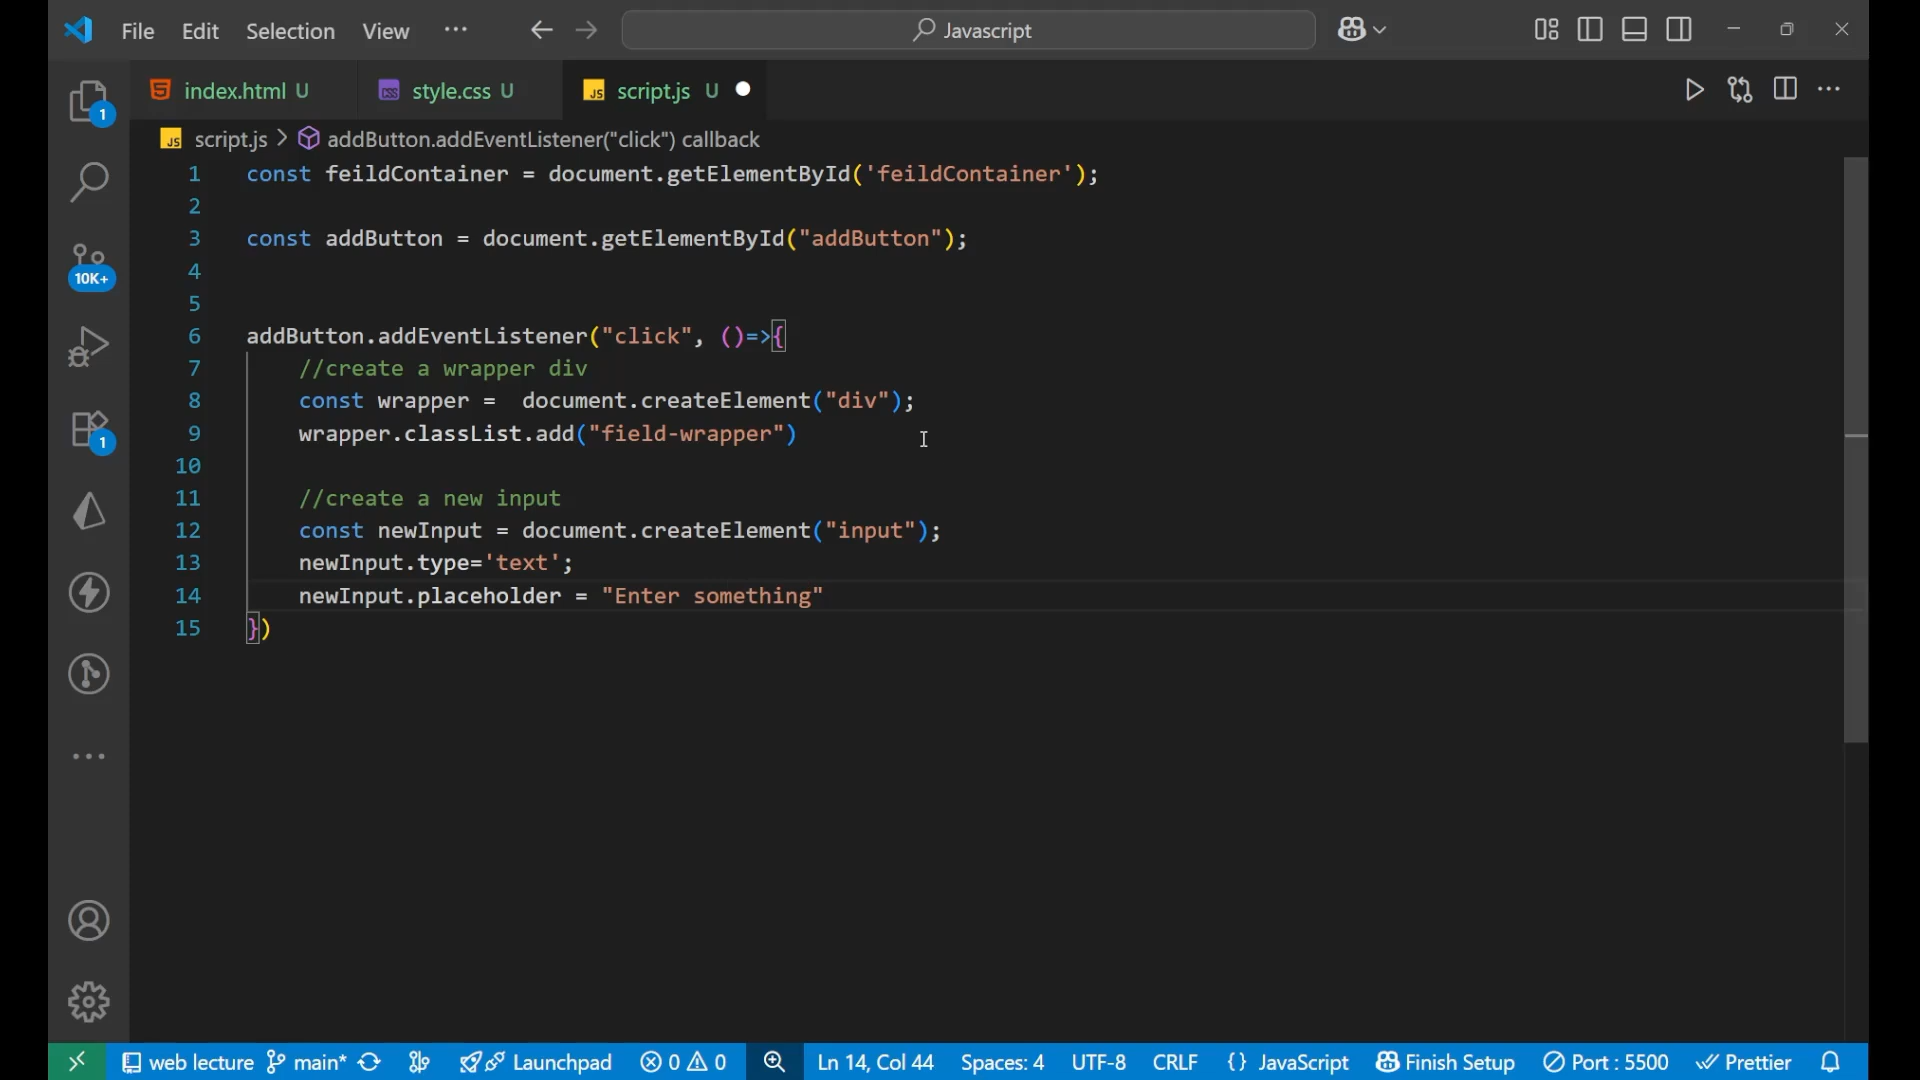 File Edit Selection View ··· Javascript
index.html U style.css U script.js U
script.js > addButton.addEventListener("click") callback
1 const feildContainer = document.getElementById('feildContainer');
2
3 const addButton = document.getElementById("addButton");
4
5
6 addButton.addEventListener("click", ()=>{
7 //create a wrapper div
8 const wrapper =  document.createElement("div");
9 wrapper.classList.add("field-wrapper")
10
11 //create a new input
12 const newInput = document.createElement("input");
13 newInput.type='text';
14 newInput.placeholder = "Enter something"
15 })
1
10K+
1
web lecture main* Launchpad 0 0 Ln 14, Col 44 Spaces: 4 UTF-8 CRLF {} JavaScript Finish Setup Port : 5500 Prettier